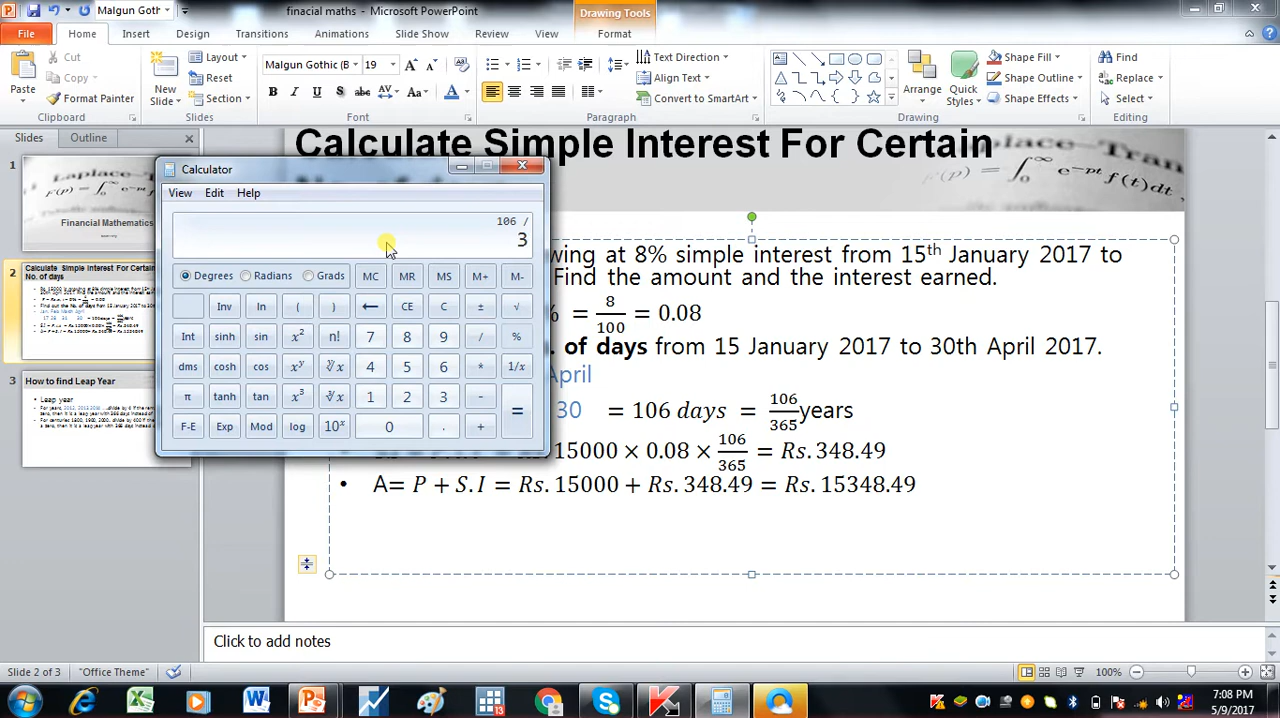 Malgun Goth
finacial maths • Microsoft PowerPoint
Drawing Tools
File
Home
Insert
Design
Transitions
Animations
Slide Show
Review
View
Format
Paste
Cut
Copy
Format Painter
Clipboard
New
Slide
Layout
Reset
Section
Slides
Malgun Gothic (B
19
Font
Paragraph
Text Direction
Align Text
Convert to SmartArt
Arrange
Quick
Styles
Shape Fill
Shape Outline
Shape Effects
Drawing
Find
Replace
Select
Editing
Slides
Outline
1
Financial Mathematics
2
Calculate Simple Interest For Certain
No. of days
3
How to find Leap Year
Leap year
Calculate Simple Interest For Certain
wing at 8% simple interest from 15th January 2017 to
Find the amount and the interest earned.
% = 8/100 = 0.08
. of days from 15 January 2017 to 30th April 2017.
April
30 = 106 days = 106/365 years
15000 × 0.08 × 106/365 = Rs. 348.49
• A= P + S.I = Rs. 15000 + Rs. 348.49 = Rs. 15348.49
Calculator
View Edit Help
106 /
3
Degrees Radians Grads
MC MR MS M+ M-
Inv ln ( ) ← CE C ± √
Int sinh sin x² n! 7 8 9 / %
dms cosh cos xʸ ʸ√x 4 5 6 * 1/x
π tanh tan x³ ³√x 1 2 3 - =
F-E Exp Mod log 10ˣ 0 . +
Click to add notes
Slide 2 of 3
"Office Theme"
100%
7:08 PM
5/9/2017